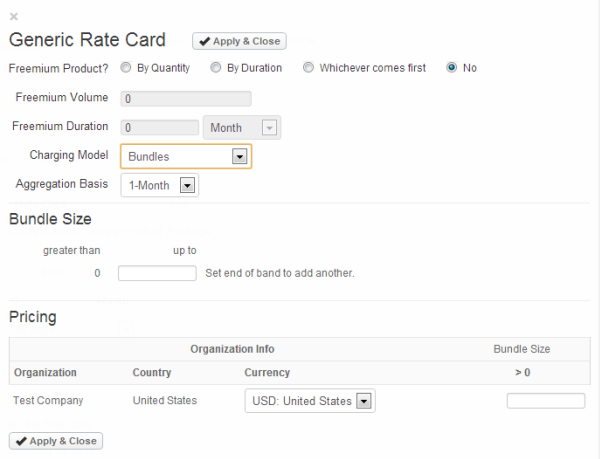 ×
Generic Rate Card ✔ Apply & Close
Freemium Product? By Quantity By Duration Whichever comes first No
Freemium Volume 0
Freemium Duration 0 Month
Charging Model Bundles
Aggregation Basis 1-Month
Bundle Size
greater than up to
0 Set end of band to add another.
Pricing
Organization Info Bundle Size
Organization Country Currency > 0
Test Company United States USD: United States
✔ Apply & Close